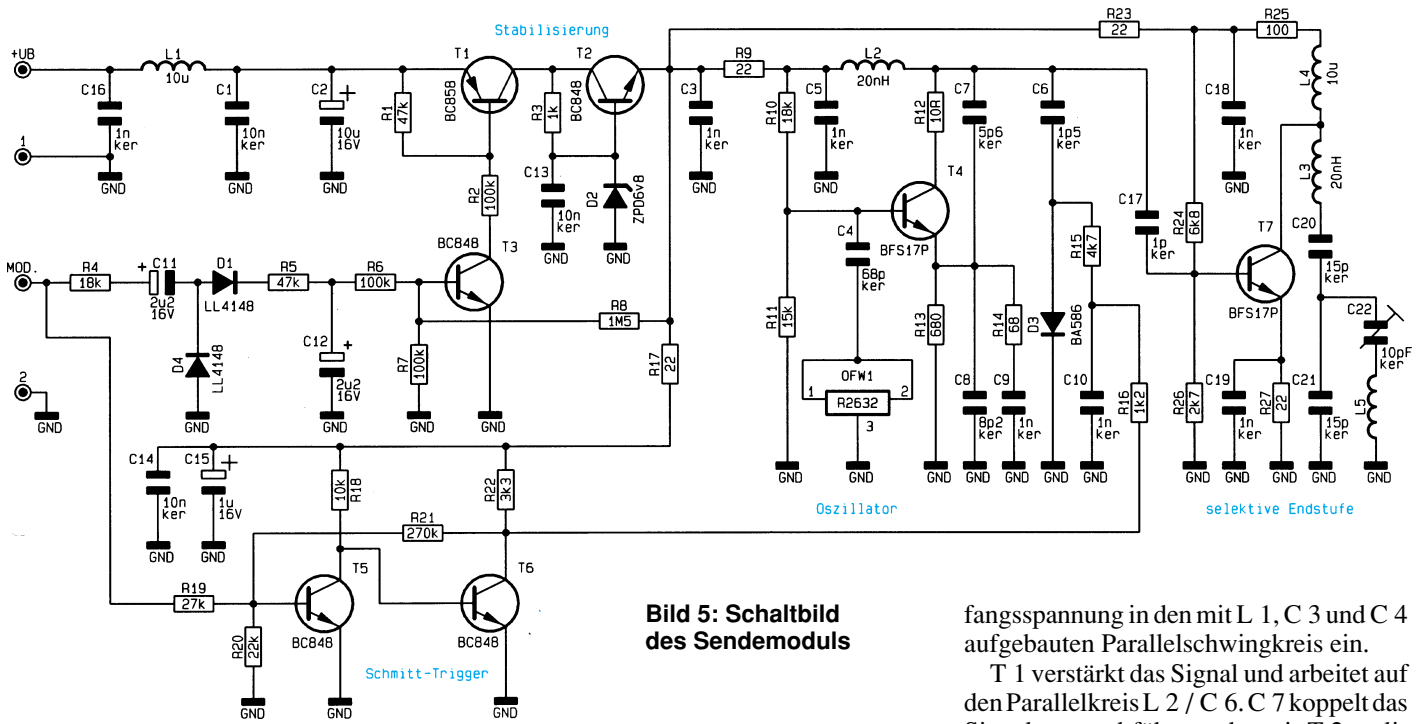 Stabilisierung
+UB
L1
10u
C16
1n
ker
GND
C1
10n
ker
GND
C2
+
10u
16V
GND
R1
47k
T1
BC858
R2
100k
R3
1k
T2
BC848
C13
10n
ker
GND
D2
ZPD6v8
GND
C3
1n
ker
GND
R9
22
R10
18k
C5
1n
ker
GND
L2
20nH
R12
10R
C7
5p6
ker
C6
1p5
ker
R23
22
R25
100
L4
10u
C18
1n
ker
GND
L3
20nH
1
GND
MOD.
R4
18k
+
C11
2u2
16V
D1
LL4148
R5
47k
R6
100k
BC848
T3
GND
D4
LL4148
GND
C12
+
2u2
16V
GND
R7
100k
GND
R8
1M5
R17
22
2
GND
R11
15k
GND
C4
68p
ker
T4
BFS17P
OFW1
1
2
R2632
3
GND
R13
680
GND
C8
8p2
ker
GND
R14
68
C9
1n
ker
GND
D3
BA586
GND
R15
4k7
C10
1n
ker
GND
R16
1k2
C17
1p
ker
R24
6k8
R26
2k7
GND
T7
BFS17P
C19
1n
ker
GND
R27
22
GND
C20
15p
ker
C21
15p
ker
GND
C22
10pF
ker
L5
GND
Oszillator
selektive Endstufe
C14
10n
ker
GND
C15
+
1u
16V
GND
R18
10k
R22
3k3
R21
270k
R19
27k
R20
22k
GND
T5
BC848
GND
T6
BC848
GND
Schmitt-Trigger
Bild 5: Schaltbild
des Sendemoduls
fangsspannung in den mit L 1, C 3 und C 4
aufgebauten Parallelschwingkreis ein.
T 1 verstärkt das Signal und arbeitet auf
den Parallelkreis L 2 / C 6. C 7 koppelt das